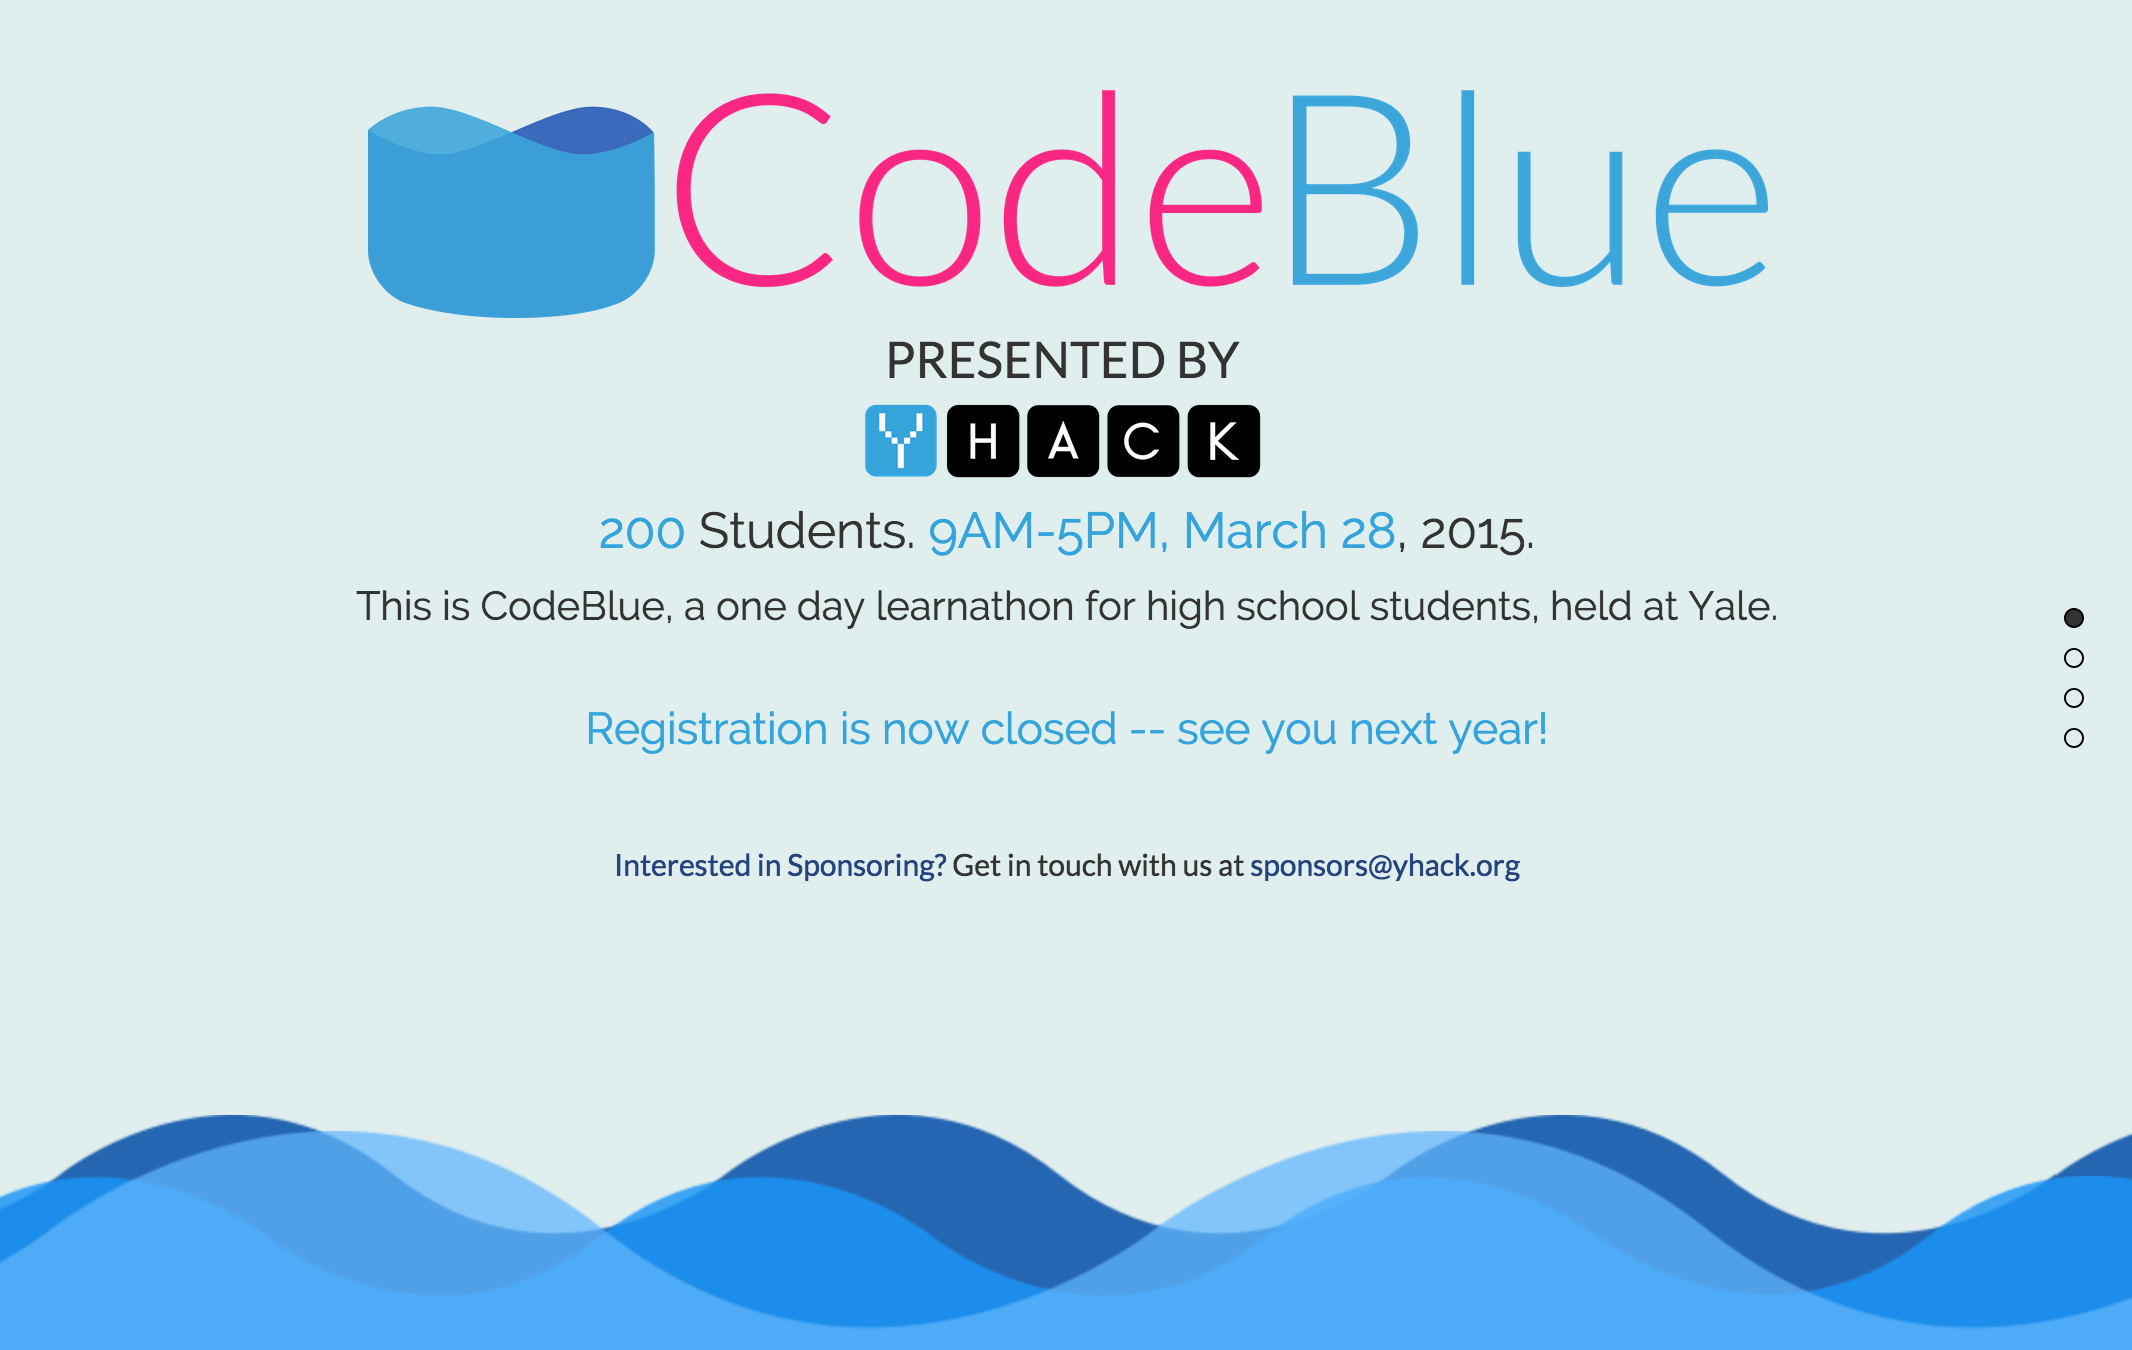 CodeBlue
PRESENTED BY
YHACK
200 Students. 9AM-5PM, March 28, 2015.
This is CodeBlue, a one day learnathon for high school students, held at Yale.
Registration is now closed -- see you next year!
Interested in Sponsoring? Get in touch with us at sponsors@yhack.org